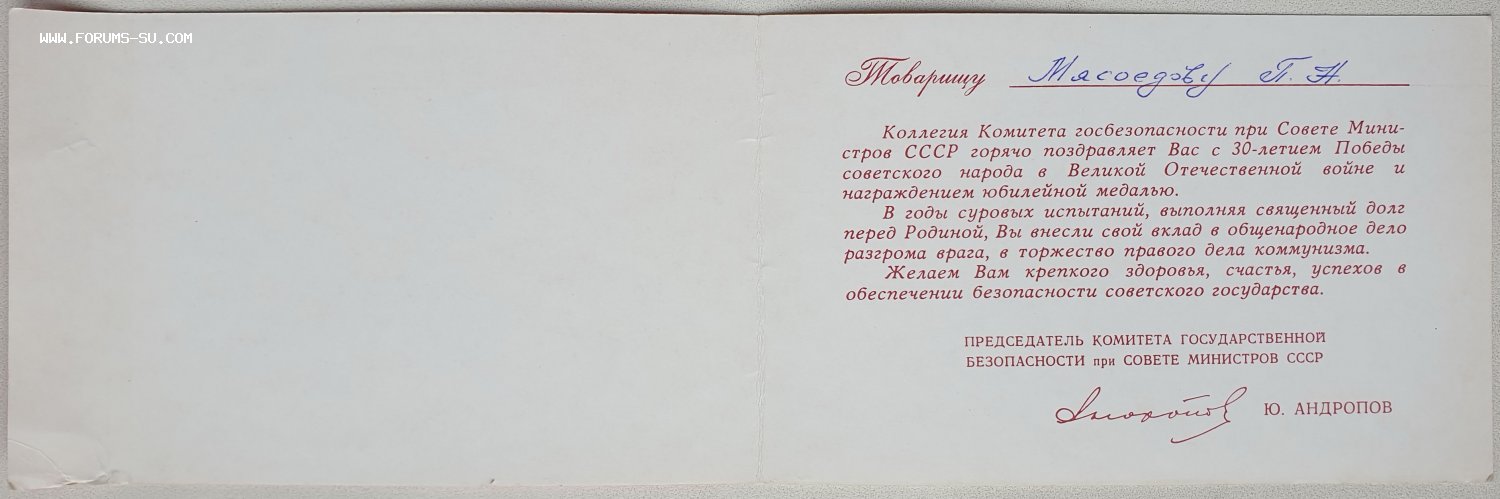 WWW.FORUMS-SU.COM
Товарищу Мясоедову П. Н.
Коллегия Комитета госбезопасности при Совете Мини-
стров СССР горячо поздравляет Вас с 30-летием Победы
советского народа в Великой Отечественной войне и
награждением юбилейной медалью.
В годы суровых испытаний, выполняя священный долг
перед Родиной, Вы внесли свой вклад в общенародное дело
разгрома врага, в торжество правого дела коммунизма.
Желаем Вам крепкого здоровья, счастья, успехов в
обеспечении безопасности советского государства.
ПРЕДСЕДАТЕЛЬ КОМИТЕТА ГОСУДАРСТВЕННОЙ
БЕЗОПАСНОСТИ при СОВЕТЕ МИНИСТРОВ СССР
Андропов Ю. АНДРОПОВ